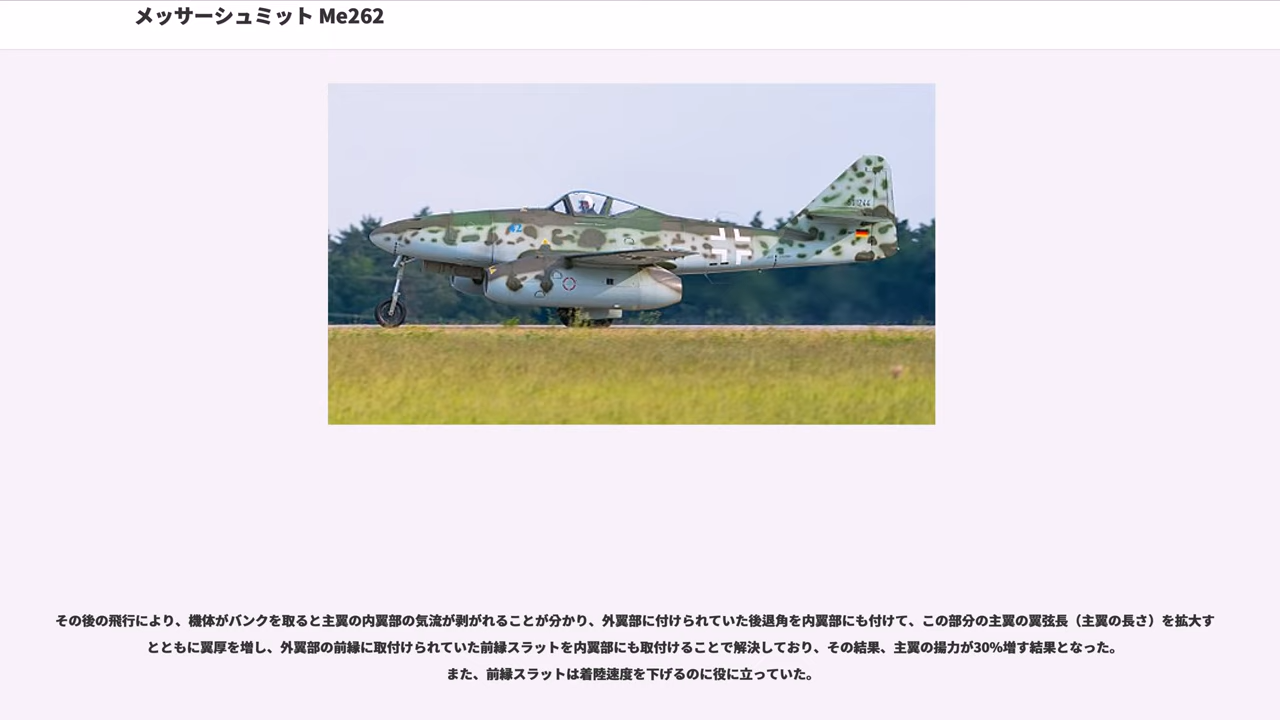 メッサーシュミット Me262
その後の飛行により、機体がバンクを取ると主翼の内翼部の気流が剥がれることが分かり、外翼部に付けられていた後退角を内翼部にも付けて、この部分の主翼の翼弦長（主翼の長さ）を拡大す
とともに翼厚を増し、外翼部の前縁に取付けられていた前縁スラットを内翼部にも取付けることで解決しており、その結果、主翼の揚力が30%増す結果となった。
また、前縁スラットは着陸速度を下げるのに役に立っていた。